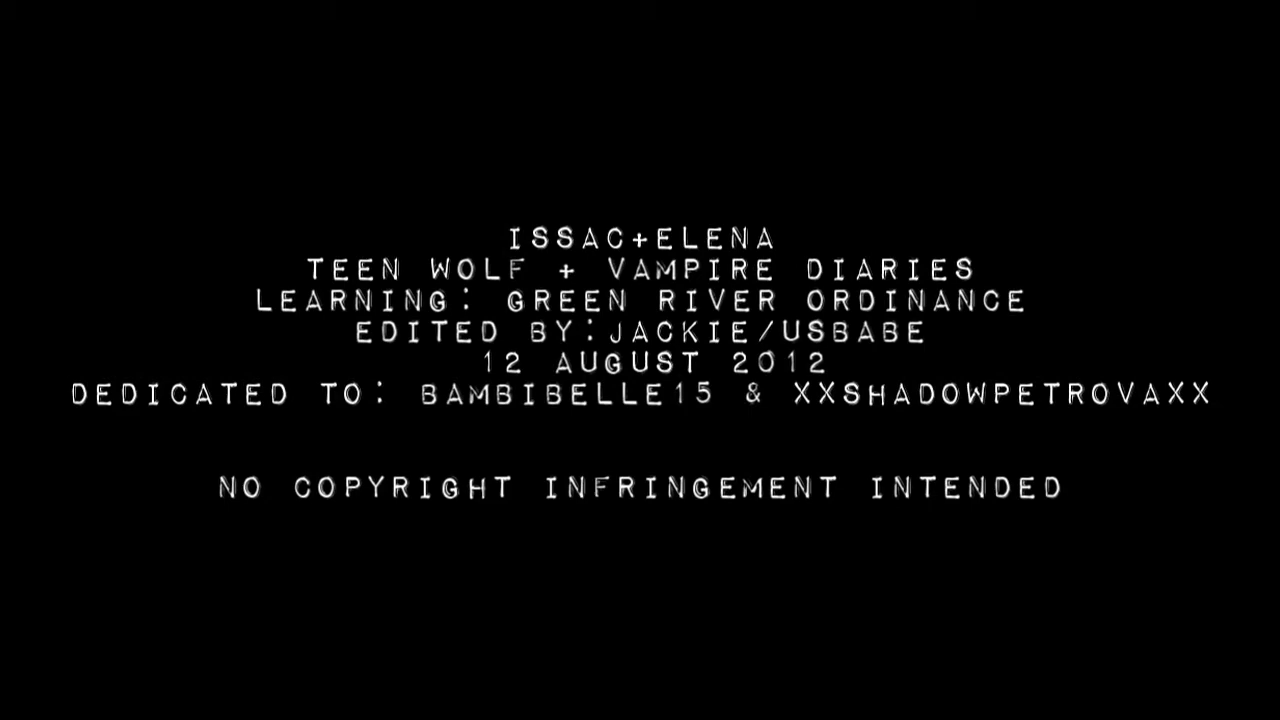 ISSAC+ELENA
TEEN WOLF + VAMPIRE DIARIES
LEARNING: GREEN RIVER ORDINANCE
EDITED BY:JACKIE/USBABE
12 AUGUST 2012
DEDICATED TO: BAMBIBELLE15 & XXSHADOWPETROVAXX
NO COPYRIGHT INFRINGEMENT INTENDED